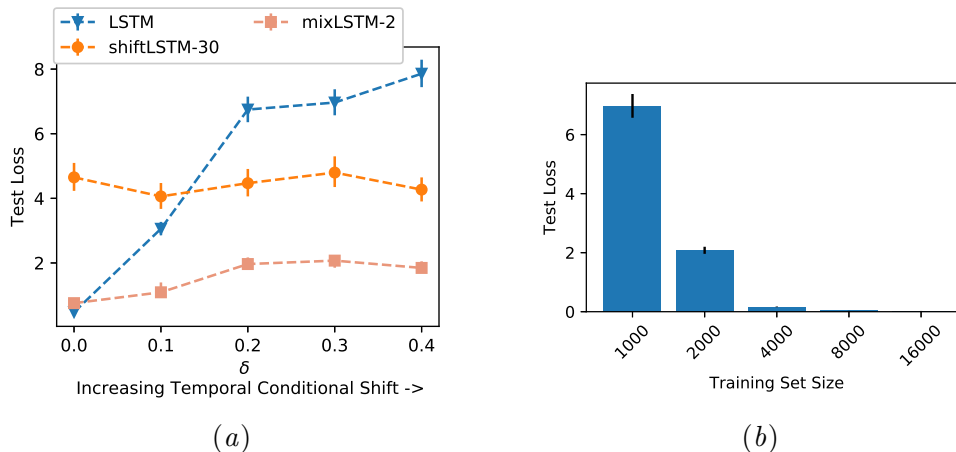 LSTM
shiftLSTM-30
mixLSTM-2
Test Loss
8
6
4
2
0.0 0.1 0.2 0.3 0.4
δ
Increasing Temporal Conditional Shift ->
(a)
Test Loss
6
4
2
0
1000 2000 4000 8000 16000
Training Set Size
(b)